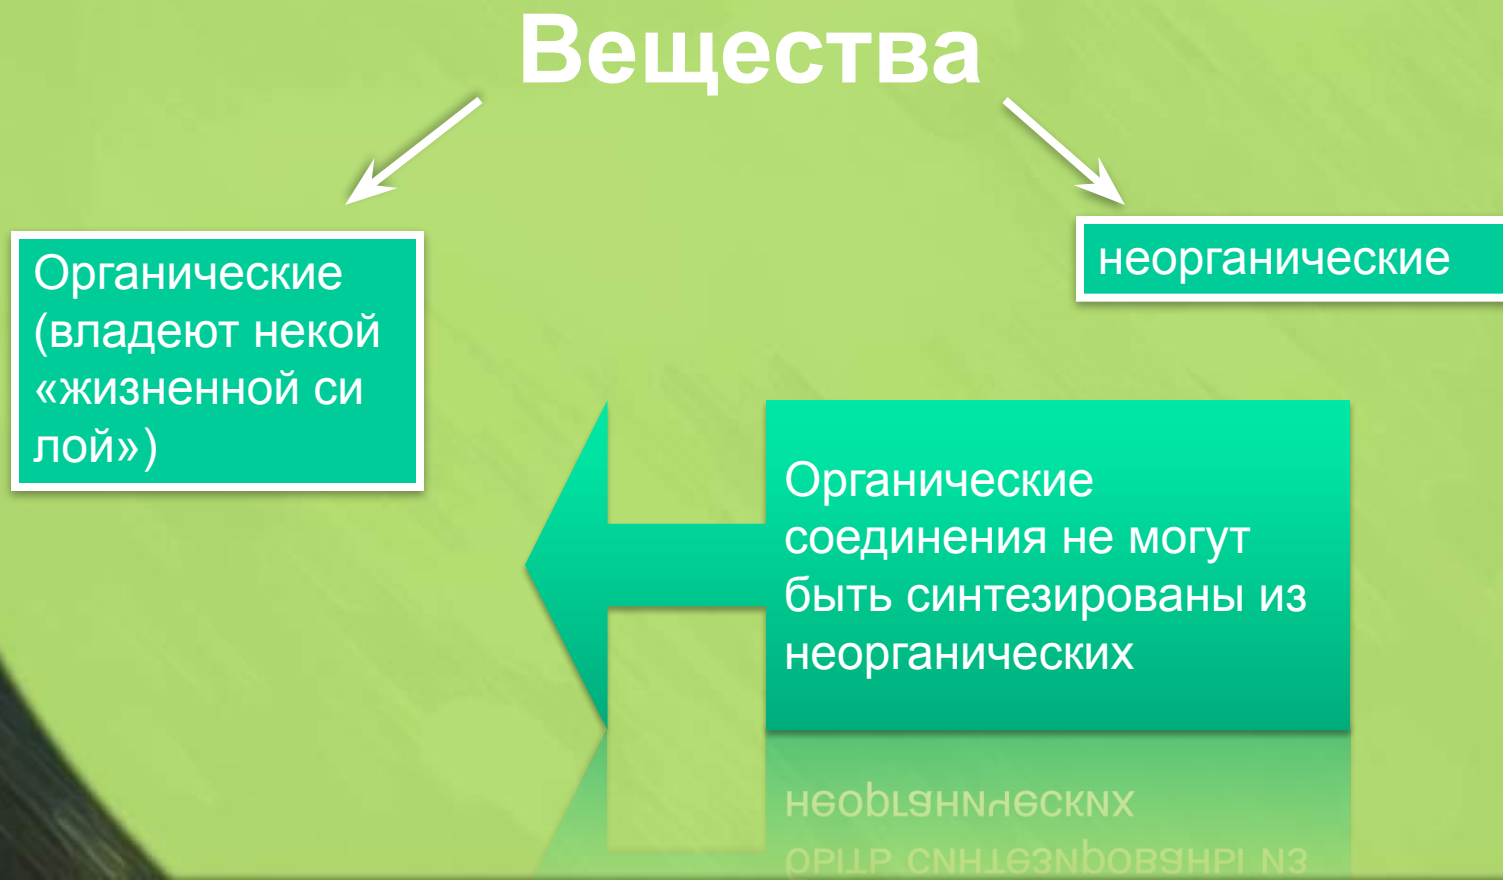 Вещества
Органические
(владеют некой
«жизненной си
лой»)
неорганические
Органические
соединения не могут
быть синтезированы из
неорганических